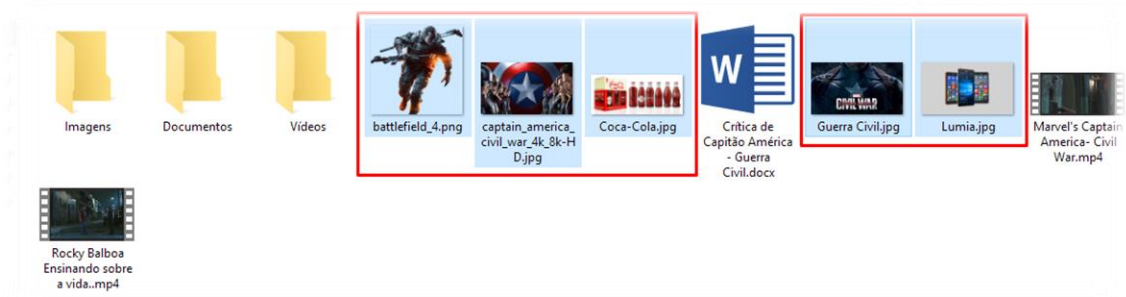 Imagens
Documentos
Vídeos
battlefield_4.png
captain_america_
civil_war_4k_8k-H
D.jpg
Coca-Cola.jpg
W
Crítica de
Capitão América
- Guerra
Civil.docx
CIVIL WAR
Guerra Civil.jpg
Lumia.jpg
Marvel's Captain
America- Civil
War.mp4
Rocky Balboa
Ensinando sobre
a vida..mp4